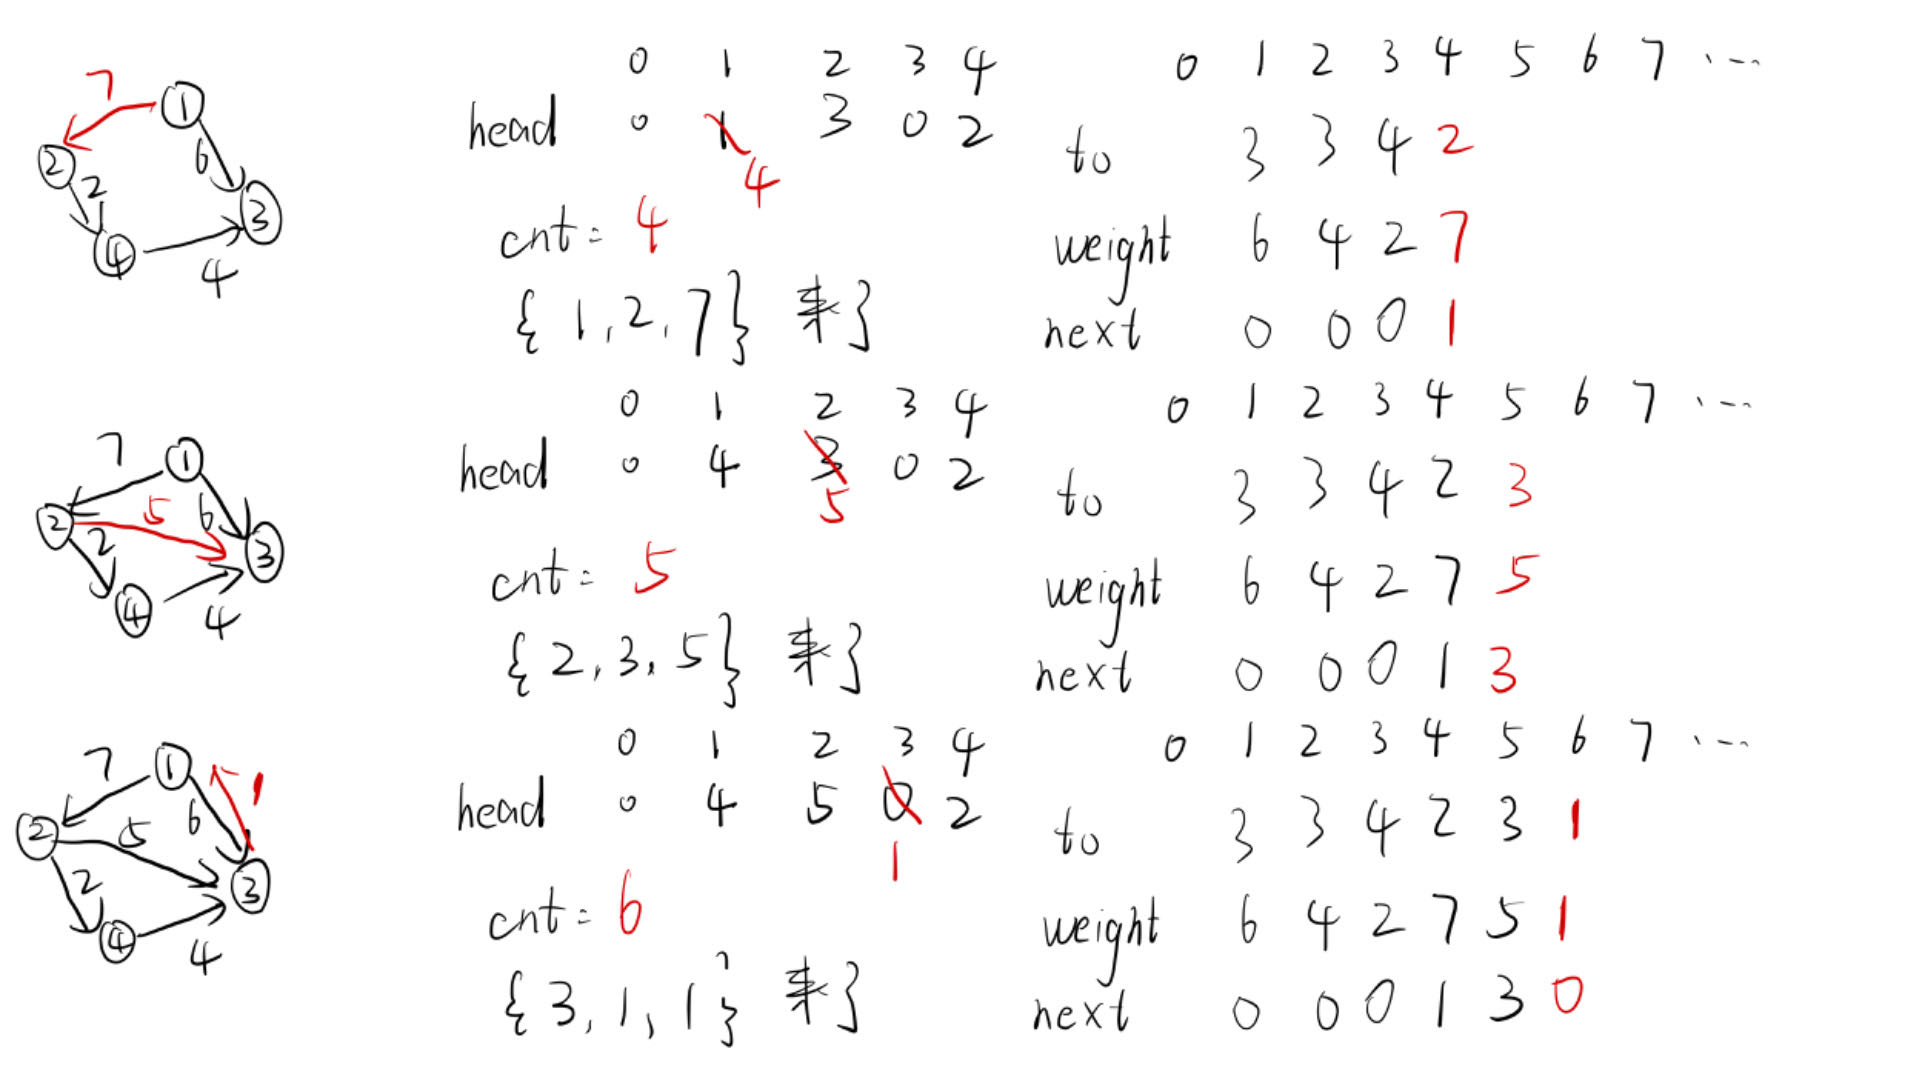 7 1 6 2 2 4 3 4
0 1 2 3 4
head 0 1 3 0 2
4
cnt = 4
{1,2,7} 来了
0 1 2 3 4 5 6 7 ...
to 3 3 4 2
weight 6 4 2 7
next 0 0 0 1
7 1 5 6 2 2 3 4 4
0 1 2 3 4
head 0 4 3 0 2
5
cnt = 5
{2,3,5} 来了
0 1 2 3 4 5 6 7 ...
to 3 3 4 2 3
weight 6 4 2 7 5
next 0 0 0 1 3
7 1 1 6 5 2 2 3 4 4
0 1 2 3 4
head 0 4 5 0 2
1
cnt = 6
{3,1,1} 来了
0 1 2 3 4 5 6 7 ...
to 3 3 4 2 3 1
weight 6 4 2 7 5 1
next 0 0 0 1 3 0